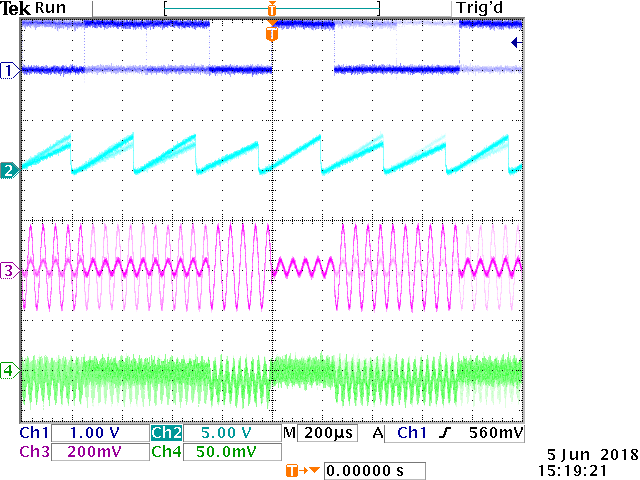 Tek Run Trig'd
T
T
1
2
3
4
Ch1 1.00 V Ch2 5.00 V M 200µs A Ch1 560mV
Ch3 200mV Ch4 50.0mV
T 0.00000 s
5 Jun 2018
15:19:21